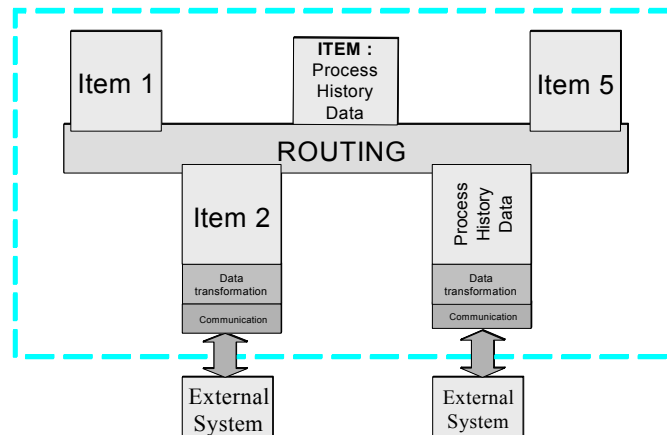 Item 1
ITEM :
Process
History
Data
Item 5
ROUTING
Item 2
Process
History
Data
Data
transformation
Data
transformation
Communication
Communication
External
System
External
System